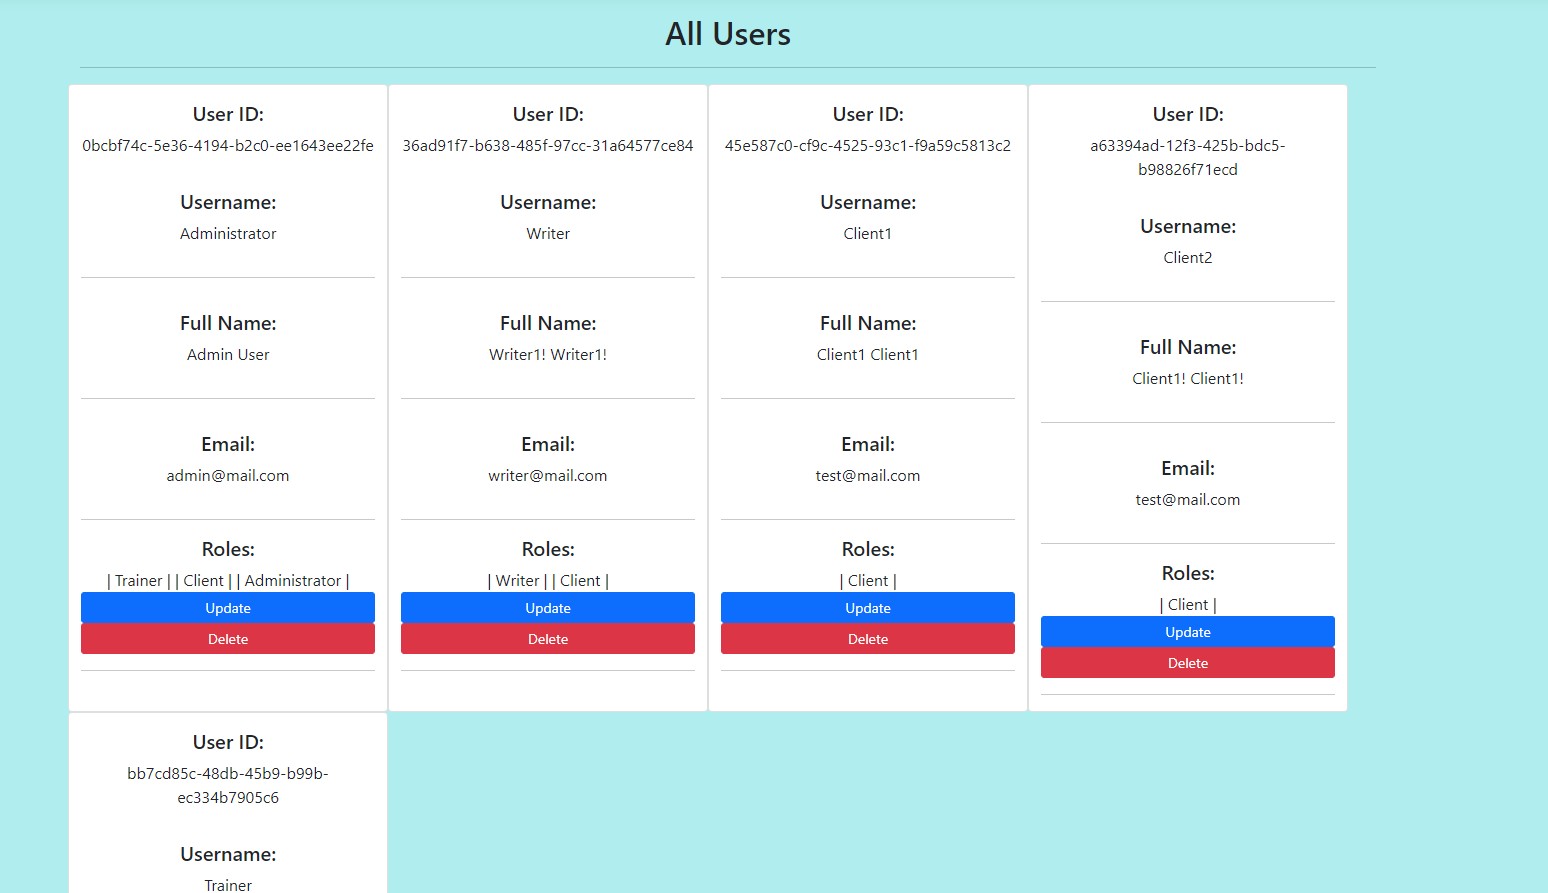 All Users
User ID:
0bcbf74c-5e36-4194-b2c0-ee1643ee22fe
Username:
Administrator
Full Name:
Admin User
Email:
admin@mail.com
Roles:
| Trainer | | Client | | Administrator |
Update
Delete
User ID:
36ad91f7-b638-485f-97cc-31a64577ce84
Username:
Writer
Full Name:
Writer1! Writer1!
Email:
writer@mail.com
Roles:
| Writer | | Client |
Update
Delete
User ID:
45e587c0-cf9c-4525-93c1-f9a59c5813c2
Username:
Client1
Full Name:
Client1 Client1
Email:
test@mail.com
Roles:
| Client |
Update
Delete
User ID:
a63394ad-12f3-425b-bdc5-
b98826f71ecd
Username:
Client2
Full Name:
Client1! Client1!
Email:
test@mail.com
Roles:
| Client |
Update
Delete
User ID:
bb7cd85c-48db-45b9-b99b-
ec334b7905c6
Username:
Trainer